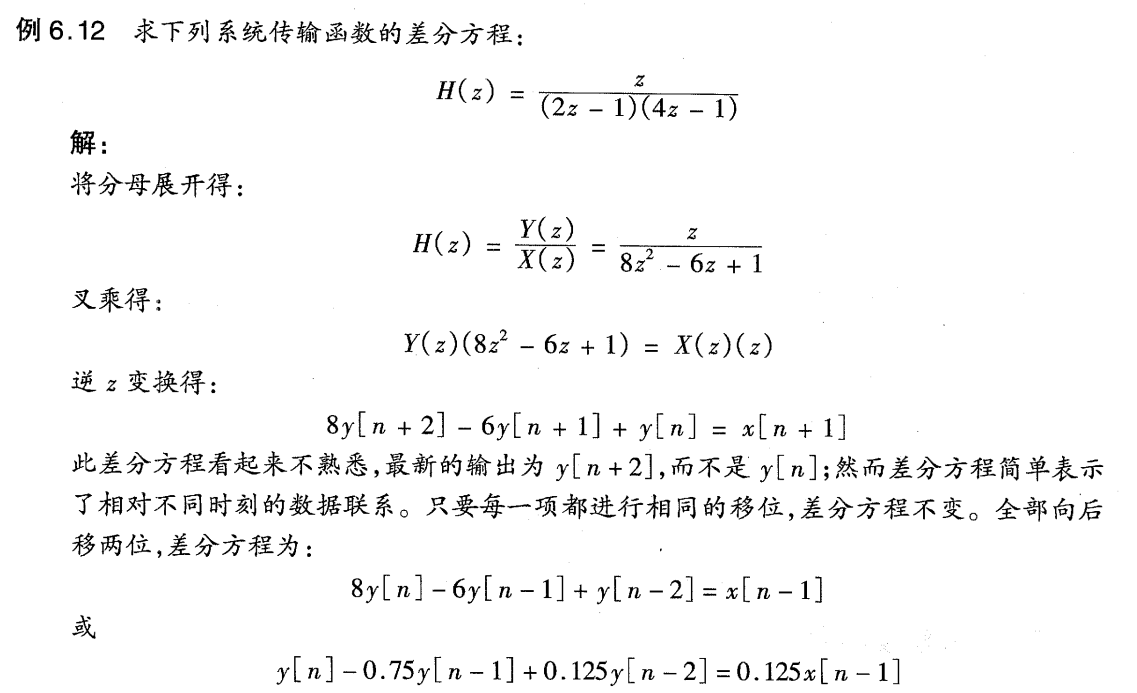 例6.12 求下列系统传输函数的差分方程：
H(z) = z / ((2z - 1)(4z - 1))
解：
将分母展开得：
H(z) = Y(z)/X(z) = z / (8z² - 6z + 1)
叉乘得：
Y(z)(8z² - 6z + 1) = X(z)(z)
逆 z 变换得：
8y[n + 2] - 6y[n + 1] + y[n] = x[n + 1]
此差分方程看起来不熟悉，最新的输出为 y[n+2]，而不是 y[n]；然而差分方程简单表示
了相对不同时刻的数据联系。只要每一项都进行相同的移位，差分方程不变。全部向后
移两位，差分方程为：
8y[n]-6y[n-1]+y[n-2]=x[n-1]
或
y[n]-0.75y[n-1]+0.125y[n-2]=0.125x[n-1]